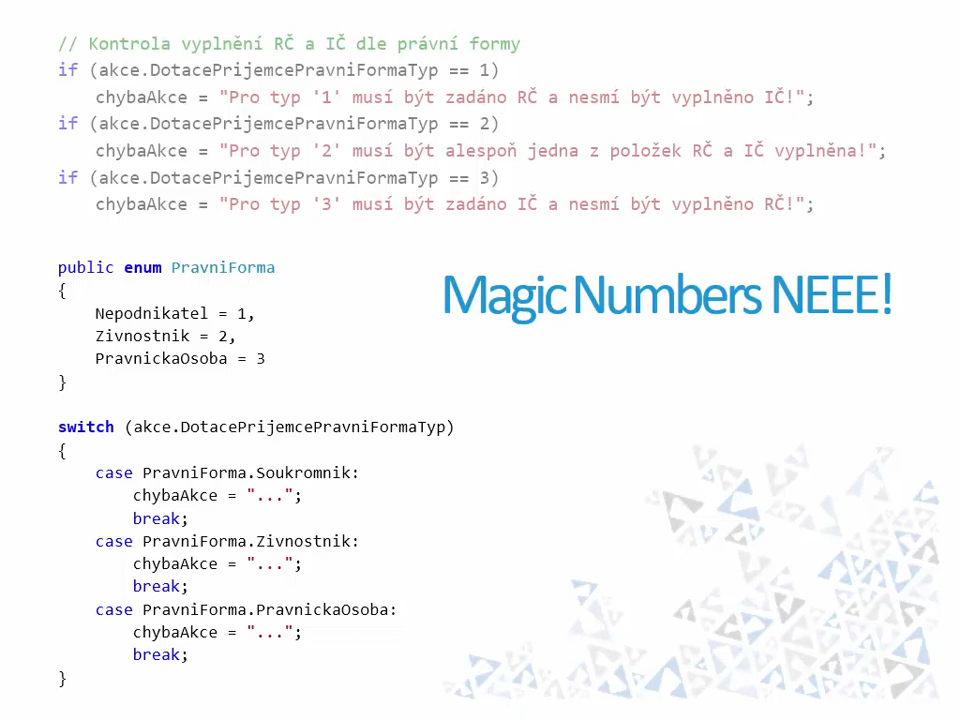 // Kontrola vyplnění RČ a IČ dle právní formy
if (akce.DotacePrijemcePravniFormaTyp == 1)
    chybaAkce = "Pro typ '1' musí být zadáno RČ a nesmí být vyplněno IČ!";
if (akce.DotacePrijemcePravniFormaTyp == 2)
    chybaAkce = "Pro typ '2' musí být alespoň jedna z položek RČ a IČ vyplněna!";
if (akce.DotacePrijemcePravniFormaTyp == 3)
    chybaAkce = "Pro typ '3' musí být zadáno IČ a nesmí být vyplněno RČ!";
public enum PravniForma
{
    Nepodnikatel = 1,
    Zivnostnik = 2,
    PravnickaOsoba = 3
}
Magic Numbers NEEE!
switch (akce.DotacePrijemcePravniFormaTyp)
{
    case PravniForma.Soukromnik:
        chybaAkce = "...";
        break;
    case PravniForma.Zivnostnik:
        chybaAkce = "...";
        break;
    case PravniForma.PravnickaOsoba:
        chybaAkce = "...";
        break;
}